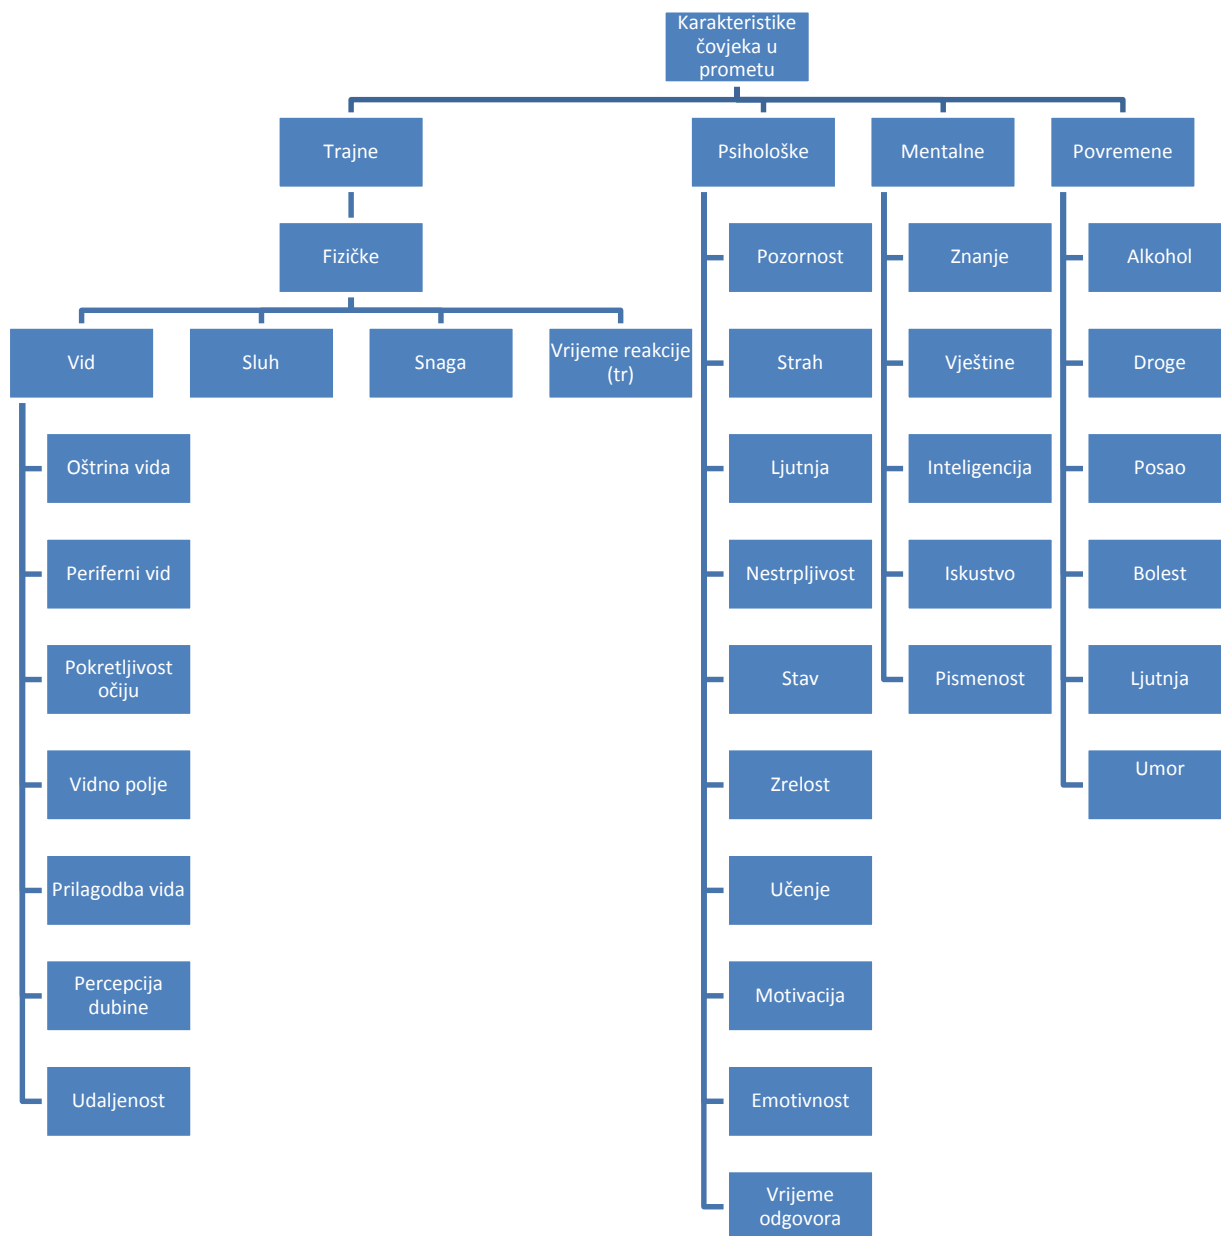 Karakteristike
čovjeka u
prometu
Trajne
Psihološke
Mentalne
Povremene
Fizičke
Vid
Sluh
Snaga
Vrijeme reakcije
(tr)
Oštrina vida
Periferni vid
Pokretljivost
očiju
Vidno polje
Prilagodba vida
Percepcija
dubine
Udaljenost
Pozornost
Strah
Ljutnja
Nestrpljivost
Stav
Zrelost
Učenje
Motivacija
Emotivnost
Vrijeme
odgovora
Znanje
Vještine
Inteligencija
Iskustvo
Pismenost
Alkohol
Droge
Posao
Bolest
Ljutnja
Umor